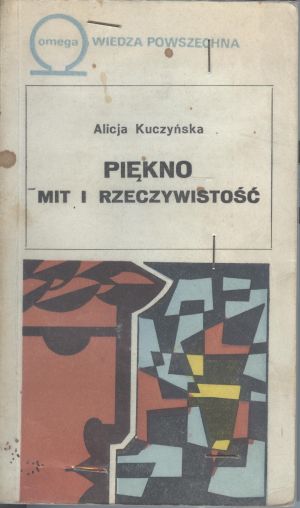 omega WIEDZA POWSZECHNA
Alicja Kuczyńska
PIĘKNO
MIT I RZECZYWISTOŚĆ